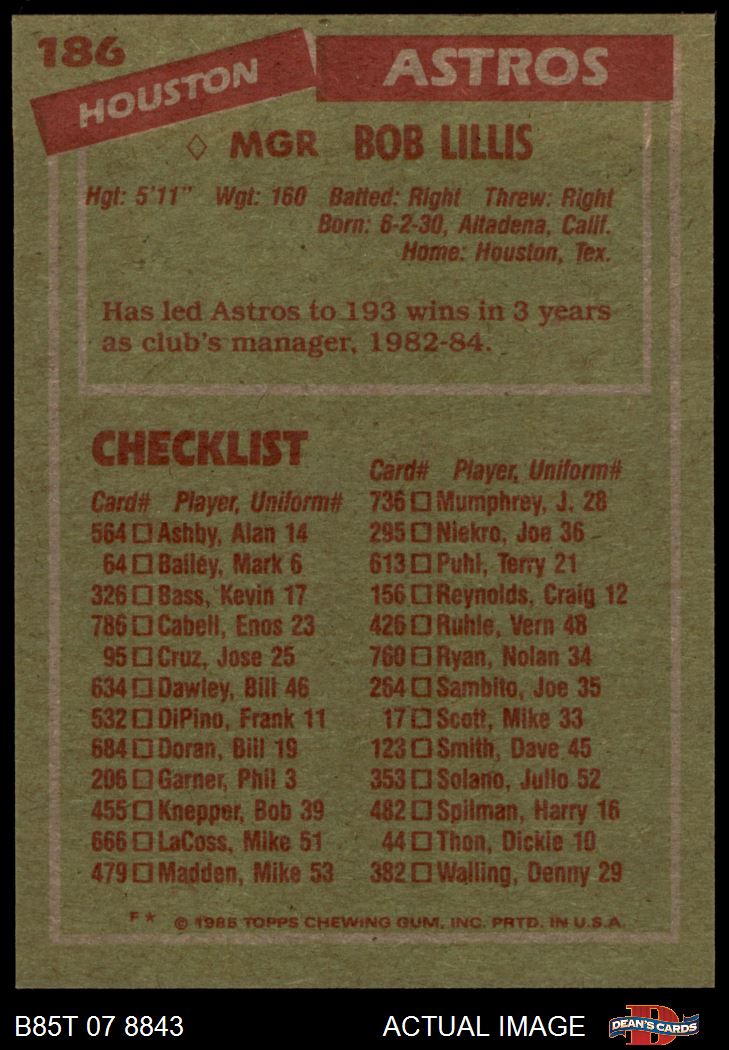 186
HOUSTON ASTROS
◇ MGR BOB LILLIS
Hgt: 5'11" Wgt: 160 Batted: Right Threw: Right
Born: 6-2-30, Altadena, Calif.
Home: Houston, Tex.
Has led Astros to 193 wins in 3 years
as club's manager, 1982-84.
CHECKLIST
Card# Player, Uniform#
564 □ Ashby, Alan 14
64 □ Bailey, Mark 6
326 □ Bass, Kevin 17
786 □ Cabell, Enos 23
95 □ Cruz, Jose 25
634 □ Dawley, Bill 46
532 □ DiPino, Frank 11
684 □ Doran, Bill 19
206 □ Garner, Phil 3
455 □ Knepper, Bob 39
666 □ LaCoss, Mike 51
479 □ Madden, Mike 53
Card# Player, Uniform#
736 □ Mumphrey, J. 28
295 □ Niekro, Joe 36
613 □ Puhl, Terry 21
156 □ Reynolds, Craig 12
426 □ Ruhle, Vern 48
760 □ Ryan, Nolan 34
264 □ Sambito, Joe 35
17 □ Scott, Mike 33
123 □ Smith, Dave 45
353 □ Solano, Julio 52
482 □ Spilman, Harry 16
44 □ Thon, Dickie 10
382 □ Walling, Denny 29
F* © 1985 TOPPS CHEWING GUM, INC. PRTD. IN U.S.A.
B85T 07 8843 ACTUAL IMAGE DEAN'S CARDS